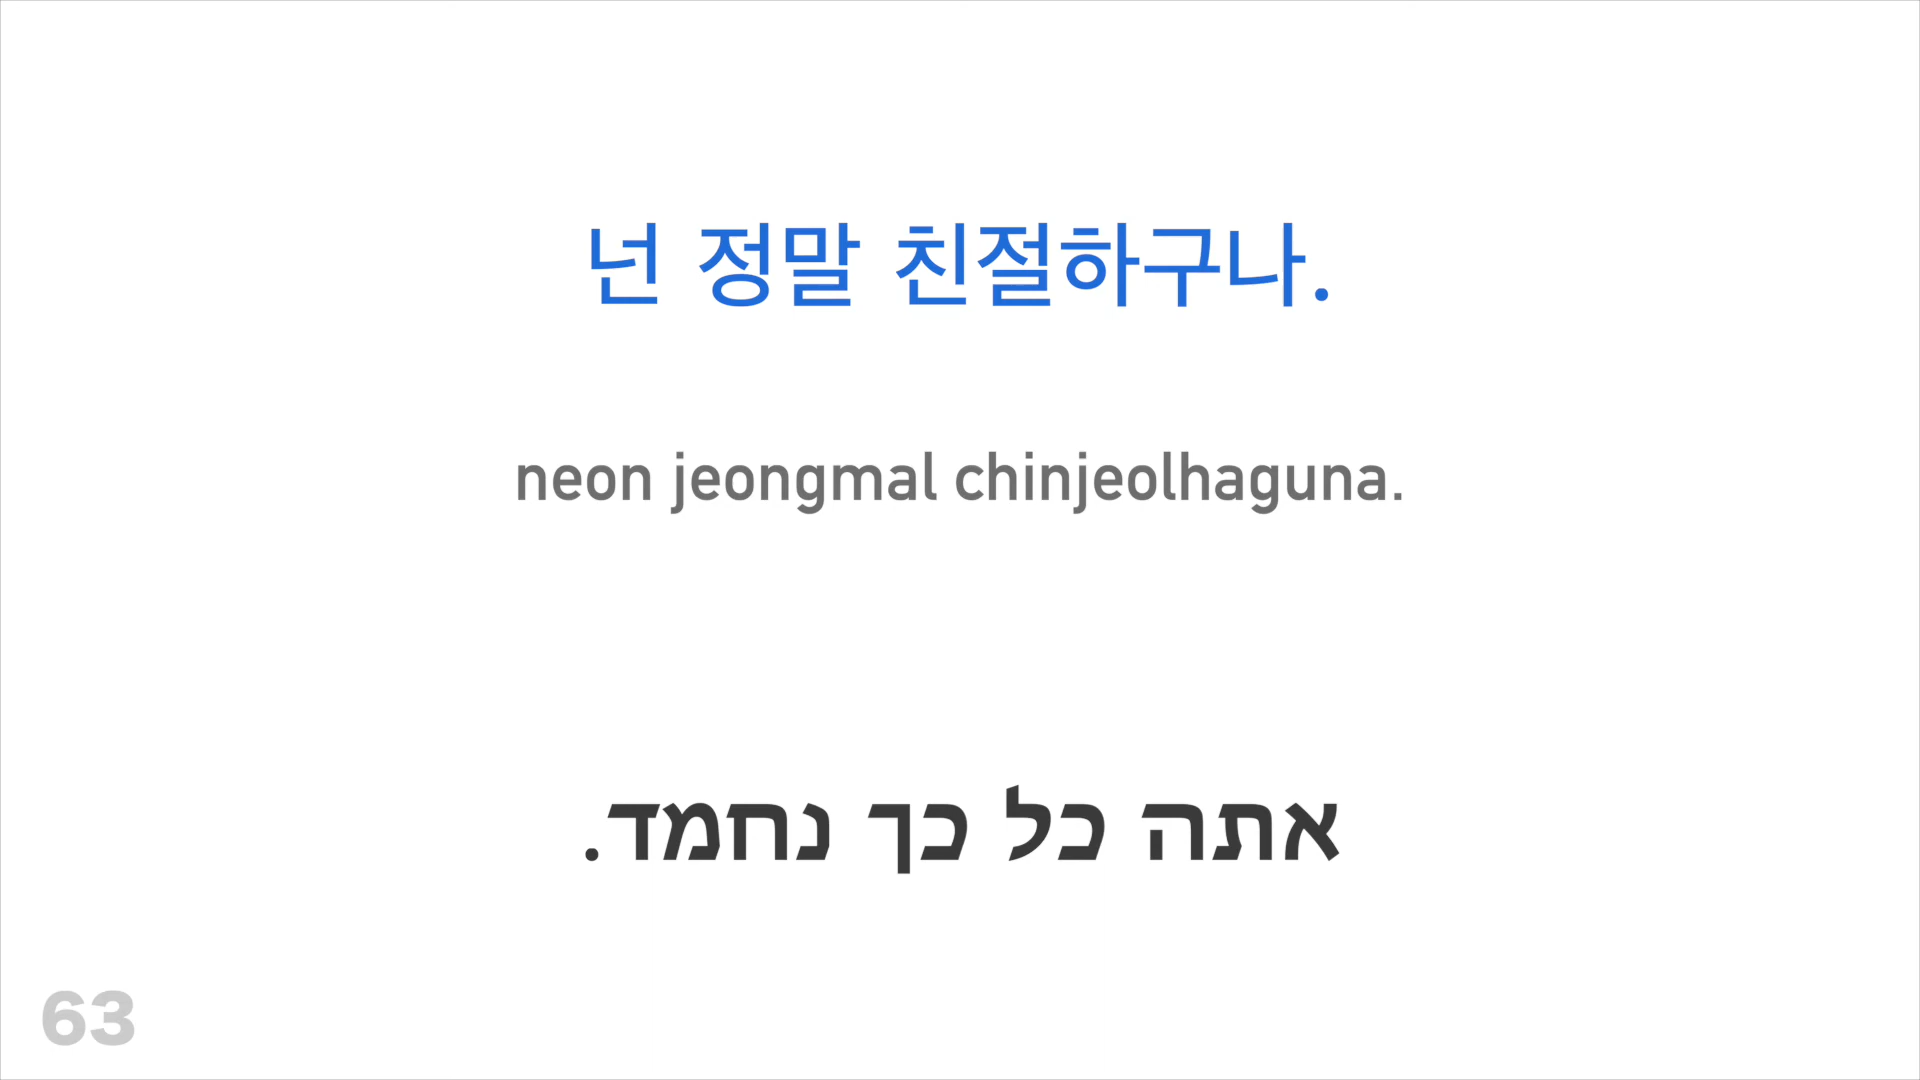 넌 정말 친절하구나.
neon jeongmal chinjeolhaguna.
אתה כל כך נחמד.
63